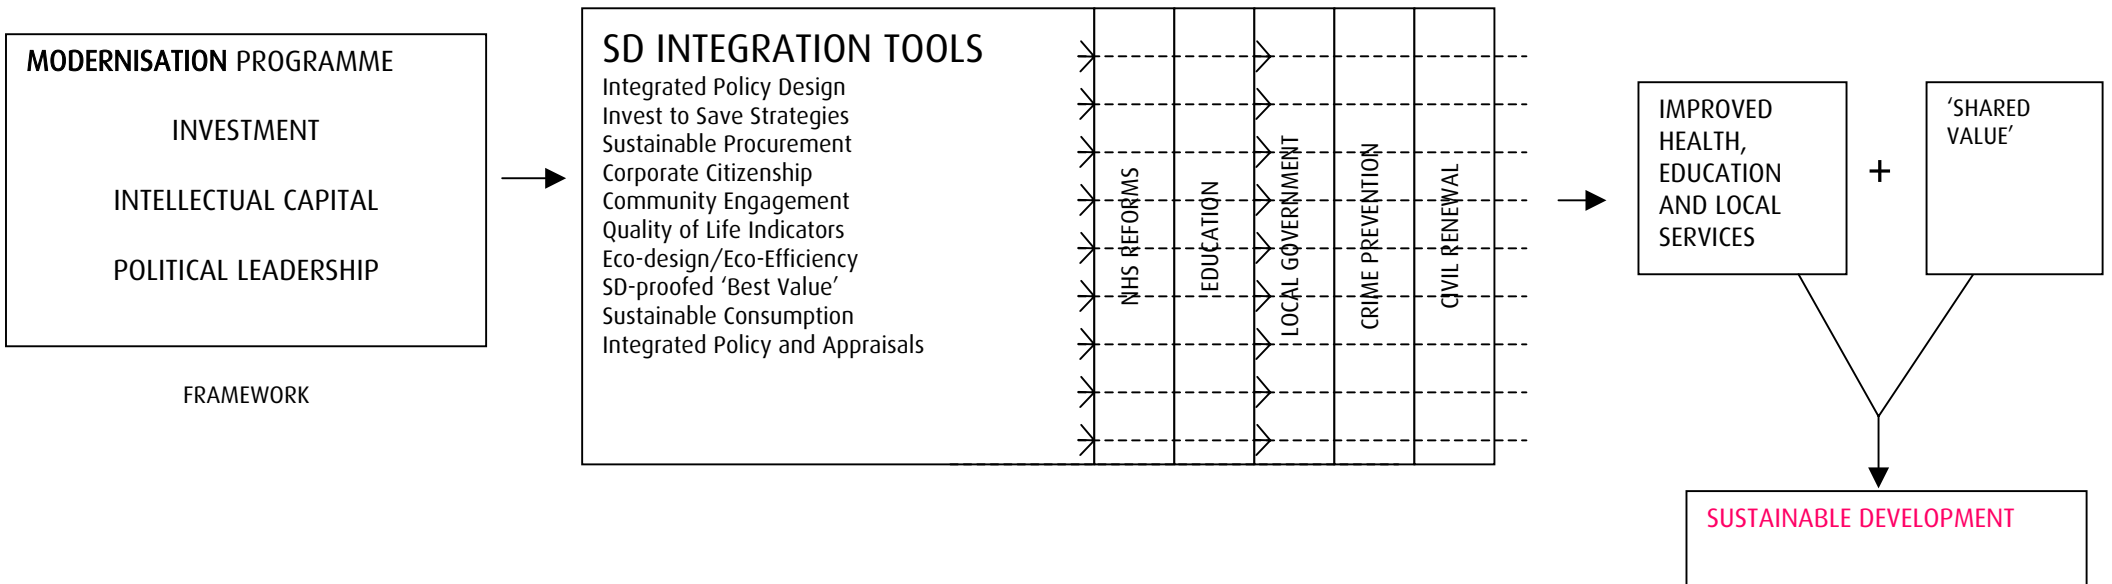 MODERNISATION PROGRAMME
INVESTMENT
INTELLECTUAL CAPITAL
POLITICAL LEADERSHIP
FRAMEWORK
SD INTEGRATION TOOLS
Integrated Policy Design
Invest to Save Strategies
Sustainable Procurement
Corporate Citizenship
Community Engagement
Quality of Life Indicators
Eco-design/Eco-Efficiency
SD-proofed ‘Best Value’
Sustainable Consumption
Integrated Policy and Appraisals
NHS REFORMS
EDUCATION
LOCAL GOVERNMENT
CRIME PREVENTION
CIVIL RENEWAL
IMPROVED
HEALTH,
EDUCATION
AND LOCAL
SERVICES
+
‘SHARED
VALUE’
SUSTAINABLE DEVELOPMENT